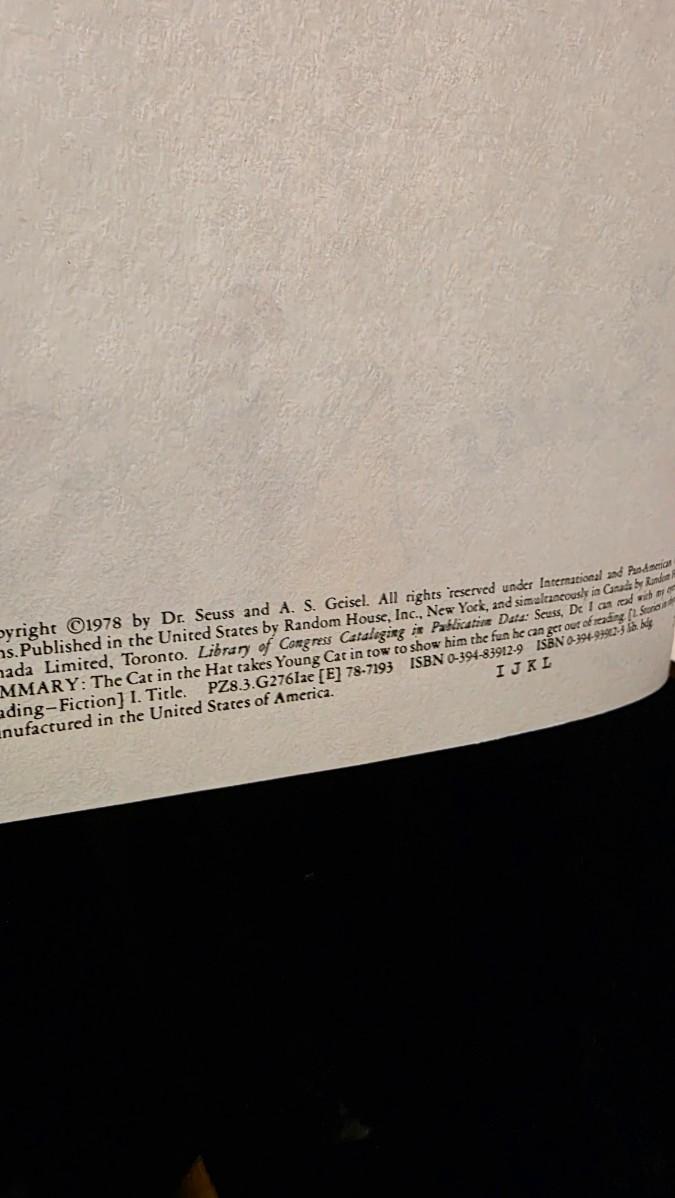 pyright ©1978 by Dr. Seuss and A. S. Geisel. All rights reserved under International and Pan-American
ns.Published in the United States by Random House, Inc., New York, and simultaneously in Canada by Random H
nada Limited, Toronto. Library of Congress Cataloging in Publication Data: Seuss, Dr. I can read with my
MMARY: The Cat in the Hat takes Young Cat in tow to show him the fun he can get out of reading. [1. Stories in
ading—Fiction] I. Title. PZ8.3.G276Iae [E] 78-7193 ISBN 0-394-83912-9 ISBN 0-394-93912-3 lib. bdg.
nufactured in the United States of America.
I J K L